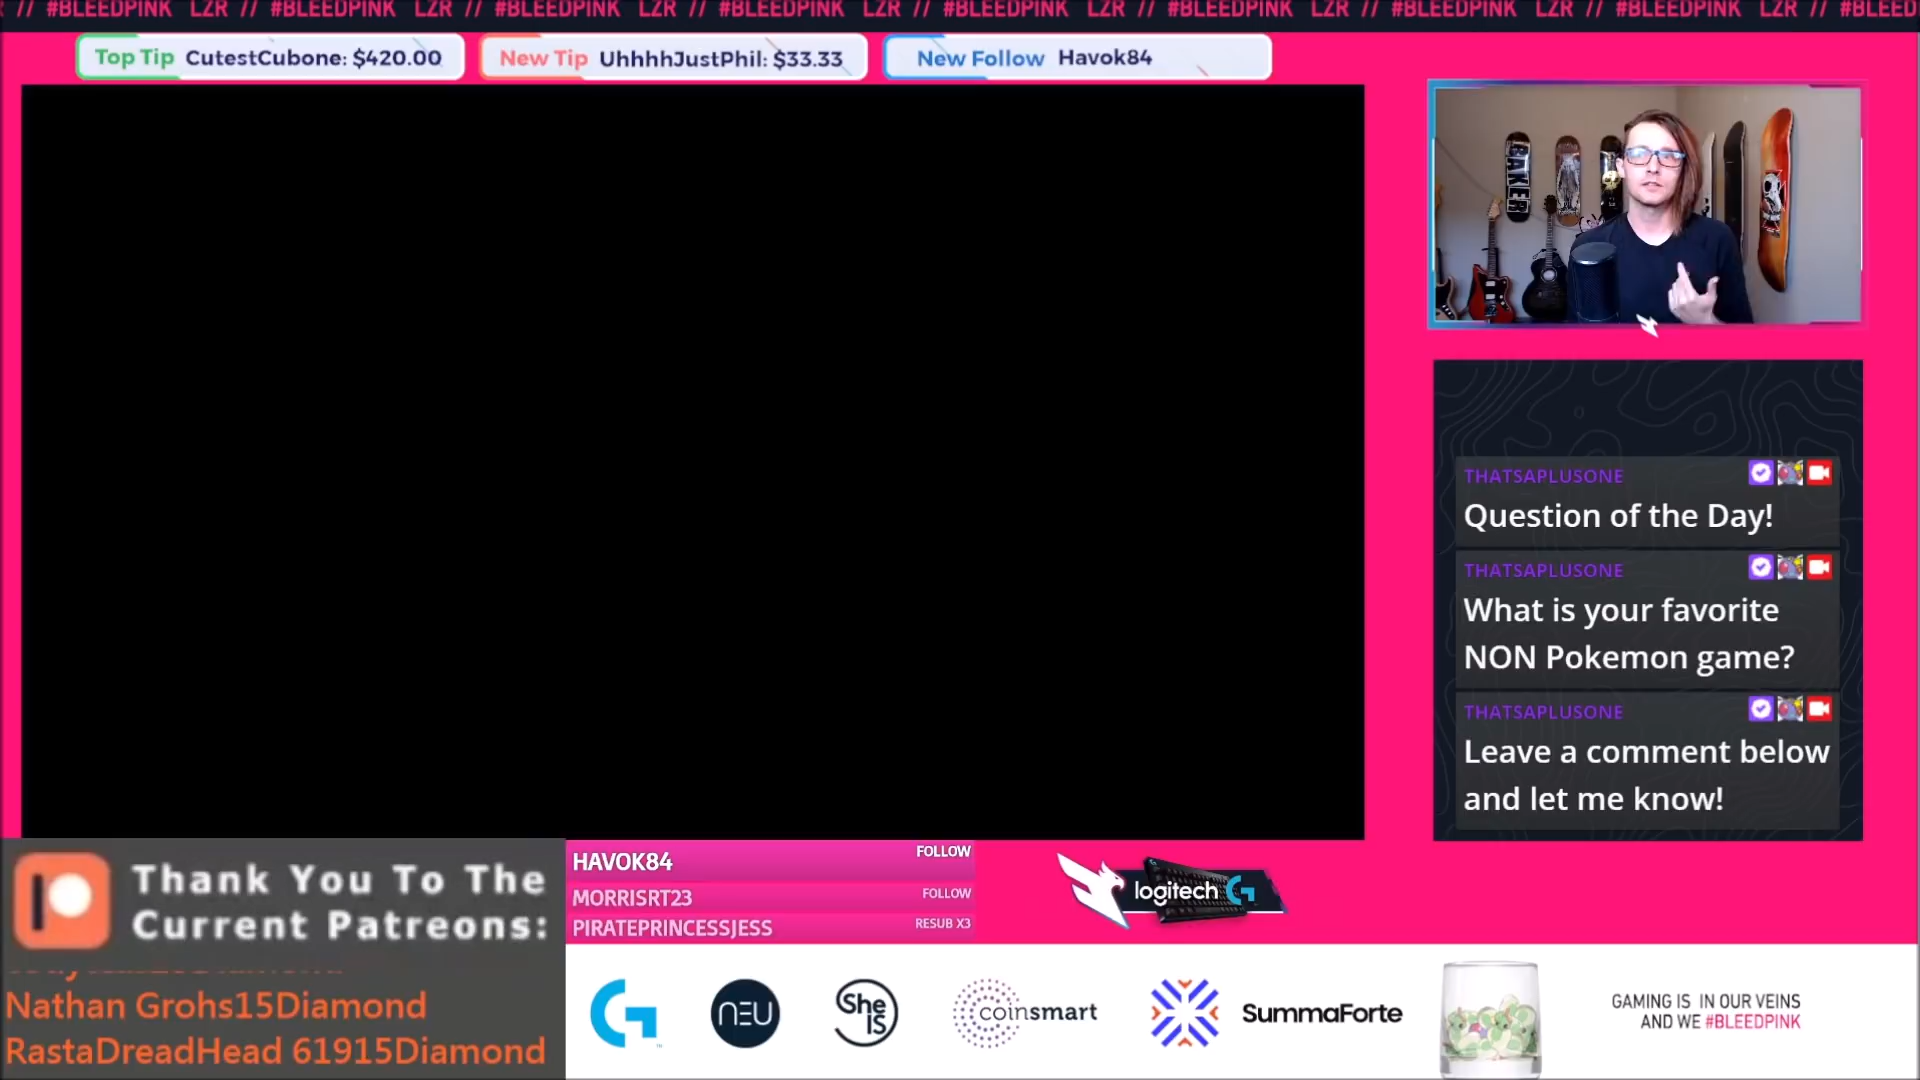 // #BLEEDPINK LZR // #BLEEDPINK LZR // #BLEEDPINK LZR // #BLEEDPINK LZR // #BLEEDPINK LZR // #BLEEDPINK LZR // #BLEEDPINK LZR // #BLEEDPINK LZR // #BLEED
Top Tip CutestCubone: $420.00
New Tip UhhhhJustPhil: $33.33
New Follow Havok84
BAKER
THATSAPLUSONE
Question of the Day!
THATSAPLUSONE
What is your favorite
NON Pokemon game?
THATSAPLUSONE
Leave a comment below
and let me know!
Thank You To The
Current Patreons:
Nathan Grohs15Diamond
RastaDreadHead 61915Diamond
HAVOK84 FOLLOW
MORRISRT23 FOLLOW
PIRATEPRINCESSJESS RESUB X3
logitech G
G NEU She IS coinsmart SummaForte
GAMING IS IN OUR VEINS
AND WE #BLEEDPINK